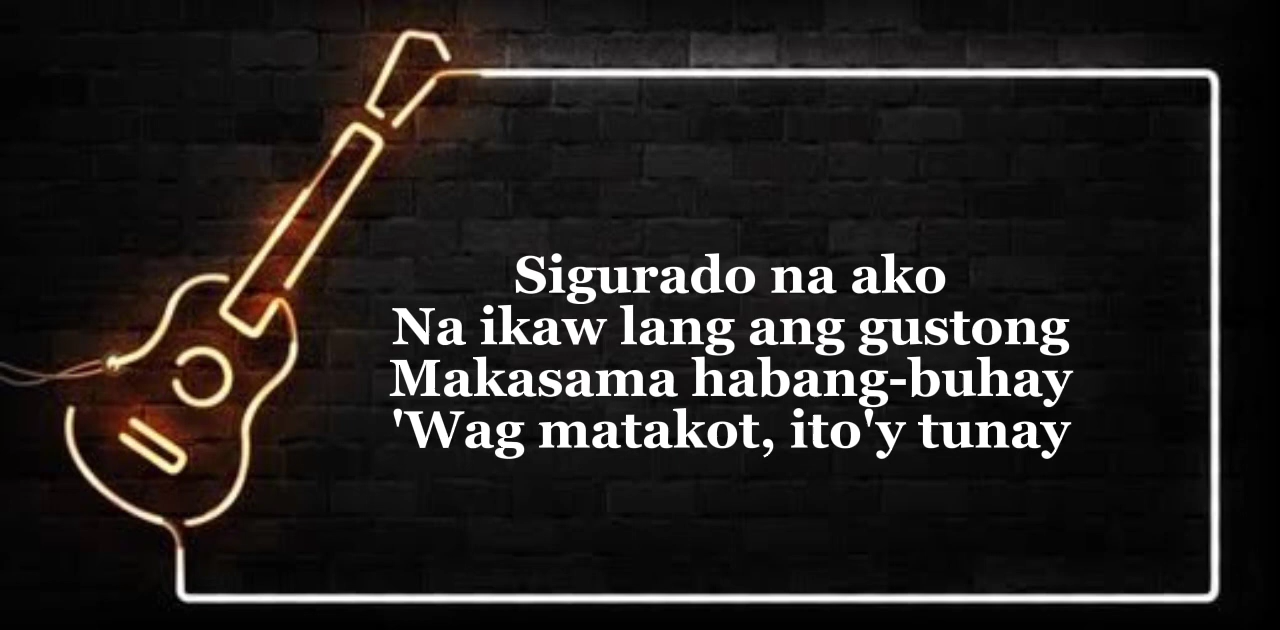 Sigurado na ako
Na ikaw lang ang gustong
Makasama habang-buhay
'Wag matakot, ito'y tunay